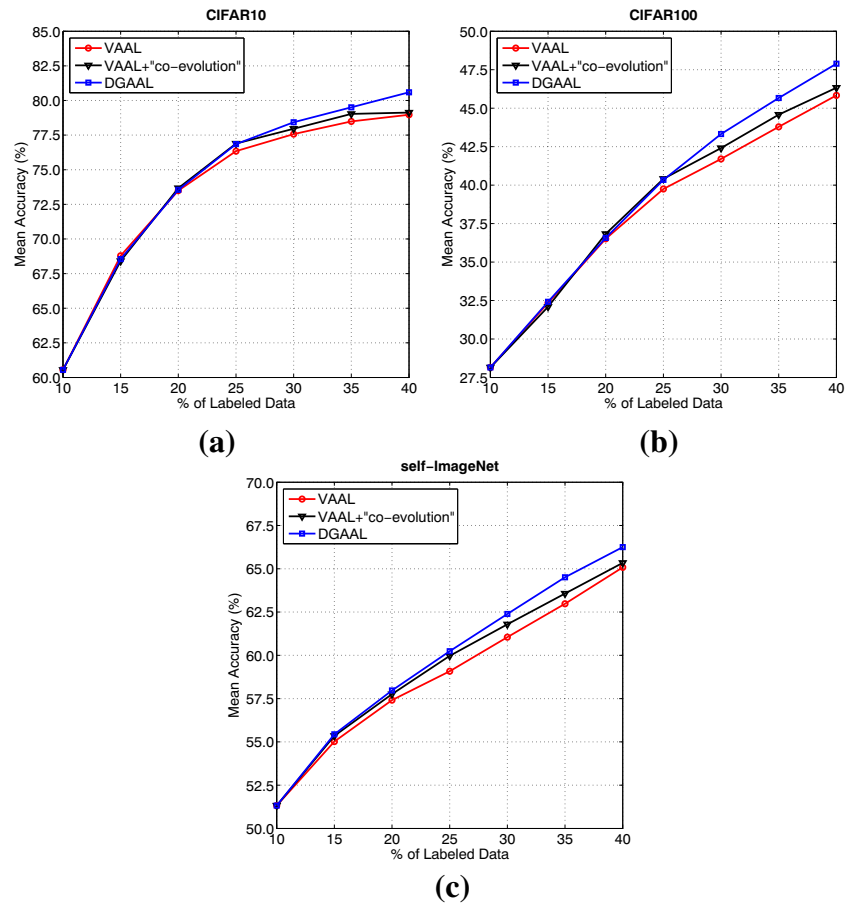 CIFAR10
85.0
82.5
80.0
77.5
75.0
72.5
70.0
67.5
65.0
62.5
60.0
Mean Accuracy (%)
VAAL
VAAL+"co-evolution"
DGAAL
10 15 20 25 30 35 40
% of Labeled Data
(a)
CIFAR100
50.0
47.5
45.0
42.5
40.0
37.5
35.0
32.5
30.0
27.5
Mean Accuracy (%)
VAAL
VAAL+"co-evolution"
DGAAL
10 15 20 25 30 35 40
% of Labeled Data
(b)
self-ImageNet
70.0
67.5
65.0
62.5
60.0
57.5
55.0
52.5
50.0
Mean Accuracy (%)
VAAL
VAAL+"co-evolution"
DGAAL
10 15 20 25 30 35 40
% of Labeled Data
(c)